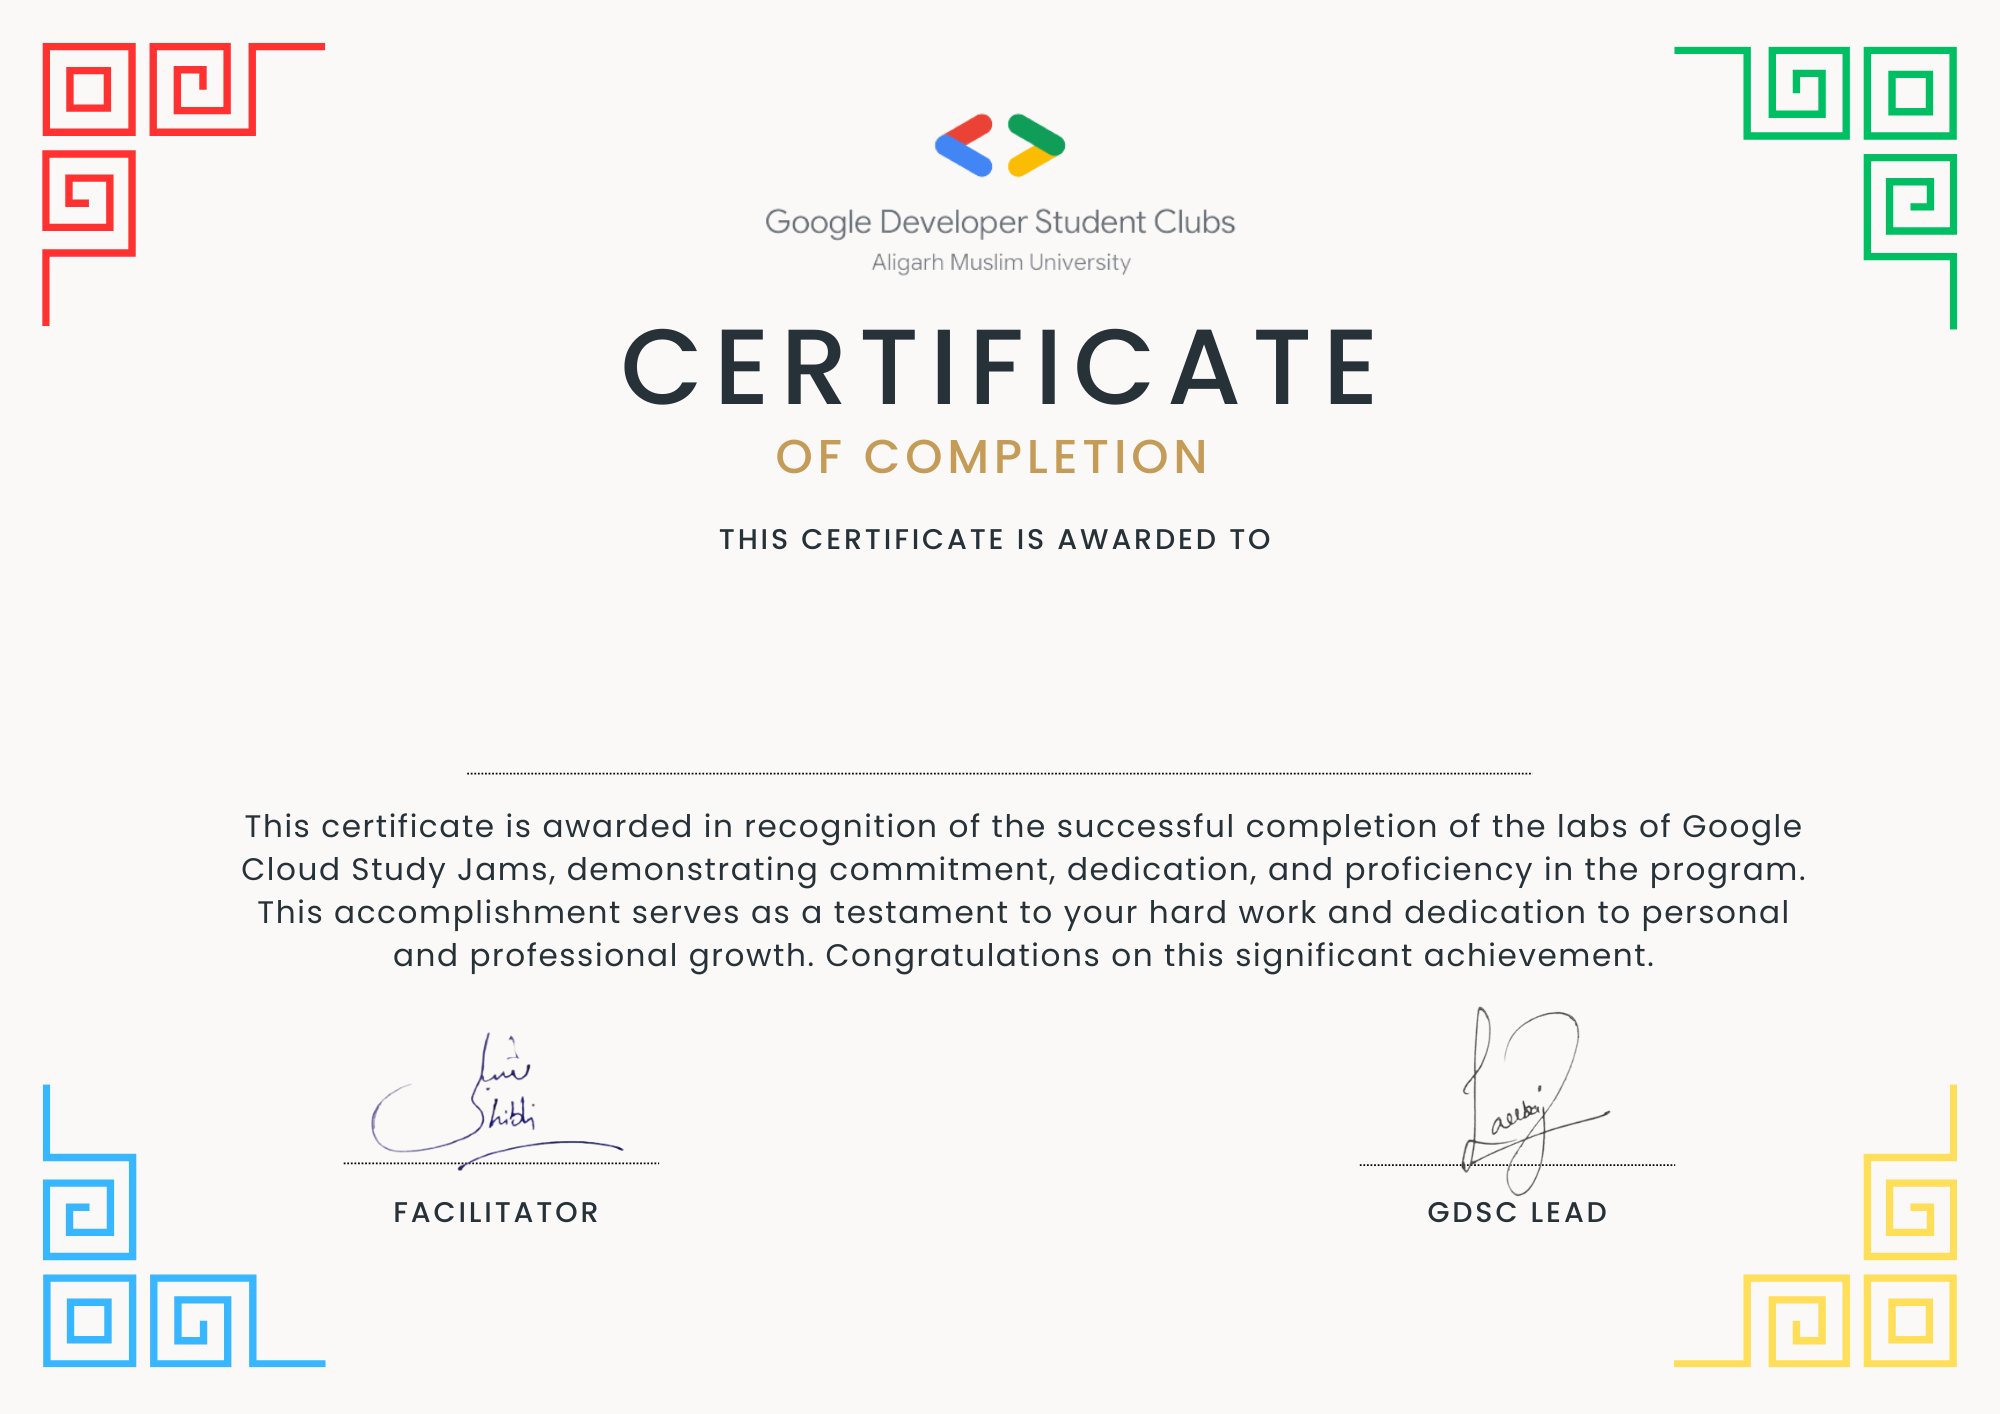 Google Developer Student Clubs
Aligarh Muslim University
CERTIFICATE
OF COMPLETION
THIS CERTIFICATE IS AWARDED TO
This certificate is awarded in recognition of the successful completion of the labs of Google
Cloud Study Jams, demonstrating commitment, dedication, and proficiency in the program.
This accomplishment serves as a testament to your hard work and dedication to personal
and professional growth. Congratulations on this significant achievement.
FACILITATOR
GDSC LEAD